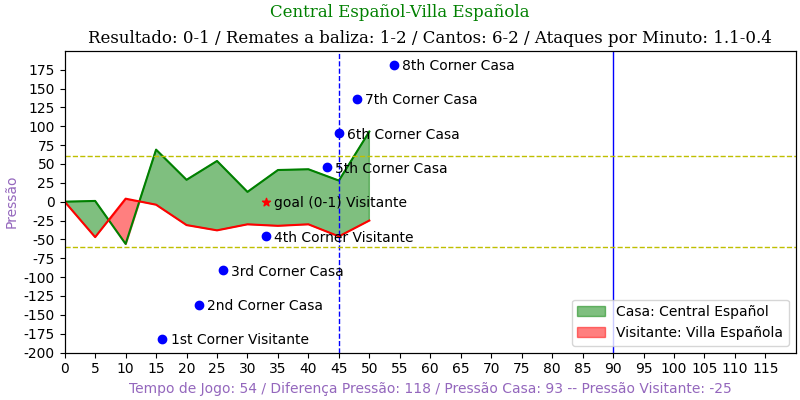 Central Español-Villa Española
Resultado: 0-1 / Remates a baliza: 1-2 / Cantos: 6-2 / Ataques por Minuto: 1.1-0.4
175
150
125
100
75
50
25
0
-25
-50
-75
-100
-125
-150
-175
-200
Pressão
8th Corner Casa
7th Corner Casa
6th Corner Casa
5th Corner Casa
goal (0-1) Visitante
4th Corner Visitante
3rd Corner Casa
2nd Corner Casa
1st Corner Visitante
Casa: Central Español
Visitante: Villa Española
0 5 10 15 20 25 30 35 40 45 50 55 60 65 70 75 80 85 90 95 100 105 110 115
Tempo de Jogo: 54 / Diferença Pressão: 118 / Pressão Casa: 93 -- Pressão Visitante: -25